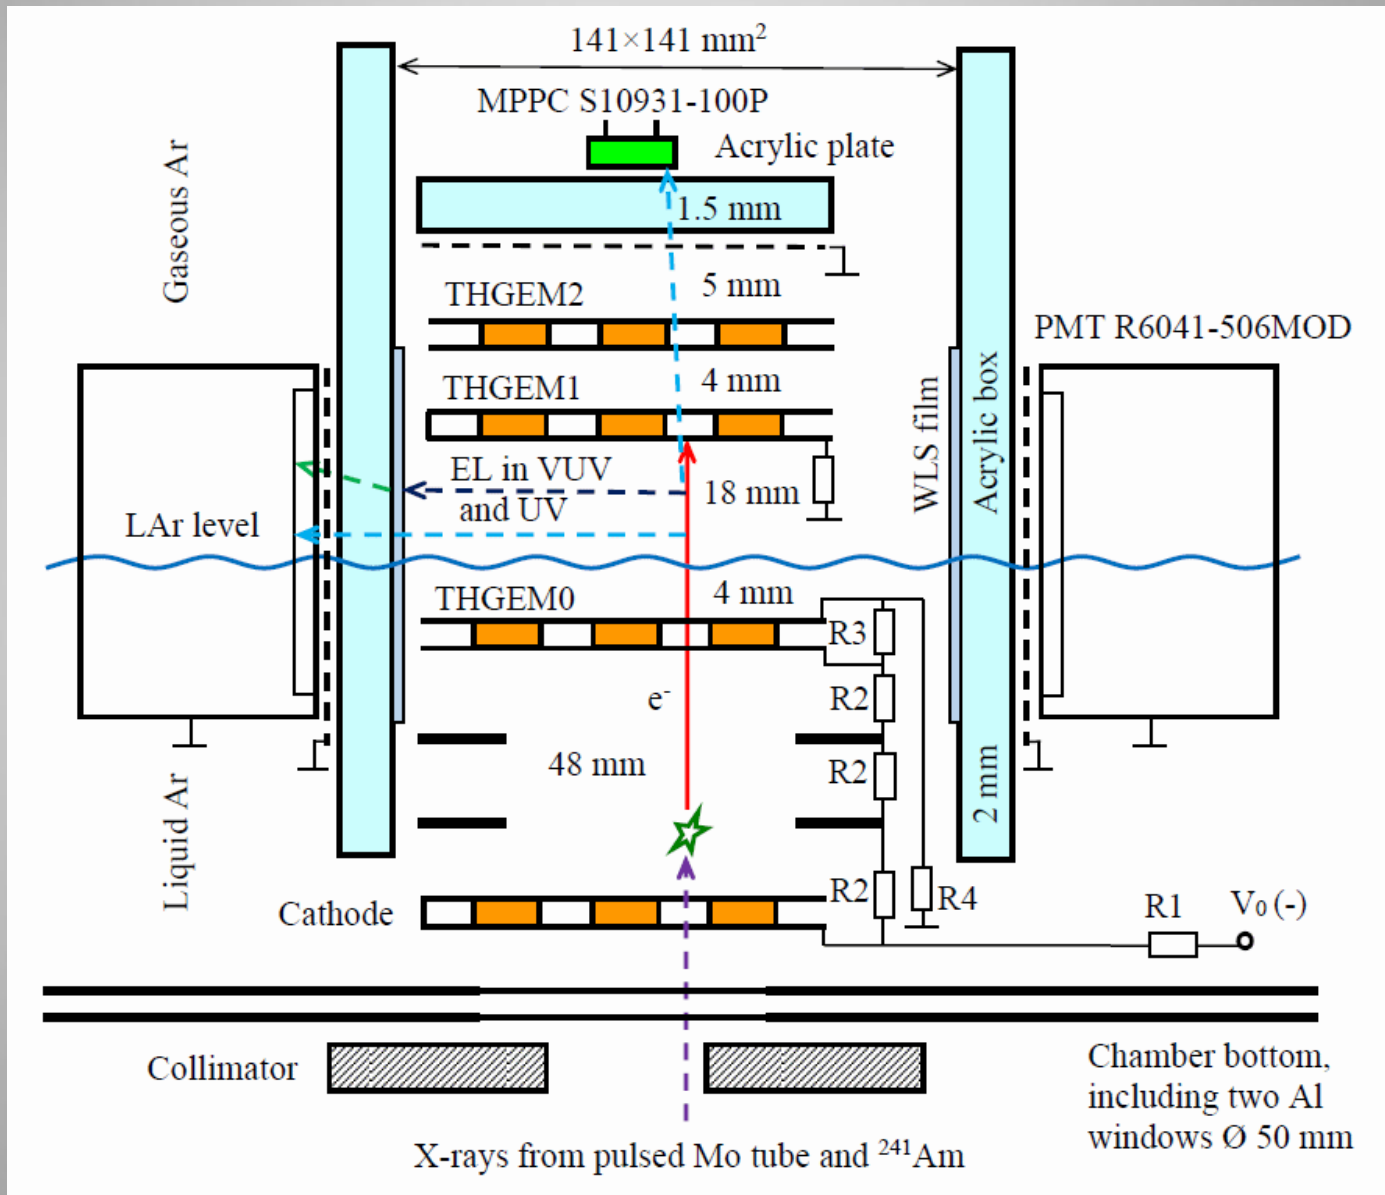 141×141 mm²
MPPC S10931-100P
Acrylic plate
Gaseous Ar
1.5 mm
5 mm
THGEM2
PMT R6041-506MOD
THGEM1
4 mm
WLS film
Acrylic box
EL in VUV
and UV
18 mm
LAr level
THGEM0
4 mm
R3
e⁻
R2
48 mm
R2
2 mm
Liquid Ar
R2
R4
Cathode
R1
V₀ (-)
Collimator
Chamber bottom,
including two Al
windows Ø 50 mm
X-rays from pulsed Mo tube and ²⁴¹Am